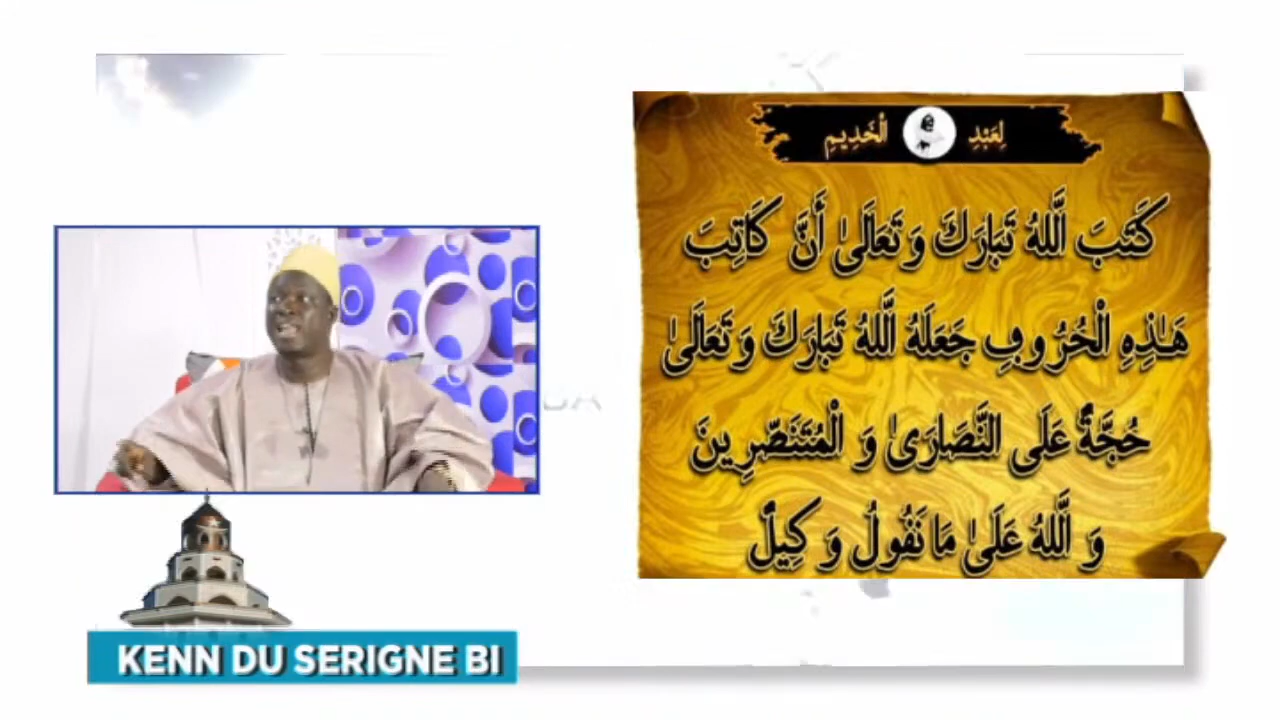 لِعَبْدِ الْخَدِيمِ
كَتَبَ اللَّهُ تَبَارَكَ وَ تَعَالَىٰ أَنَّ كَاتِبَ
هَـٰذِهِ الْحُرُوفِ جَعَلَهُ اللَّهُ تَبَارَكَ وَ تَعَالَىٰ
حُجَّةً عَلَى النَّصَارَىٰ وَ الْمُتَنَصِّرِينَ
وَ اللَّهُ عَلَىٰ مَا نَقُولُ وَكِيلٌ
KENN DU SERIGNE BI